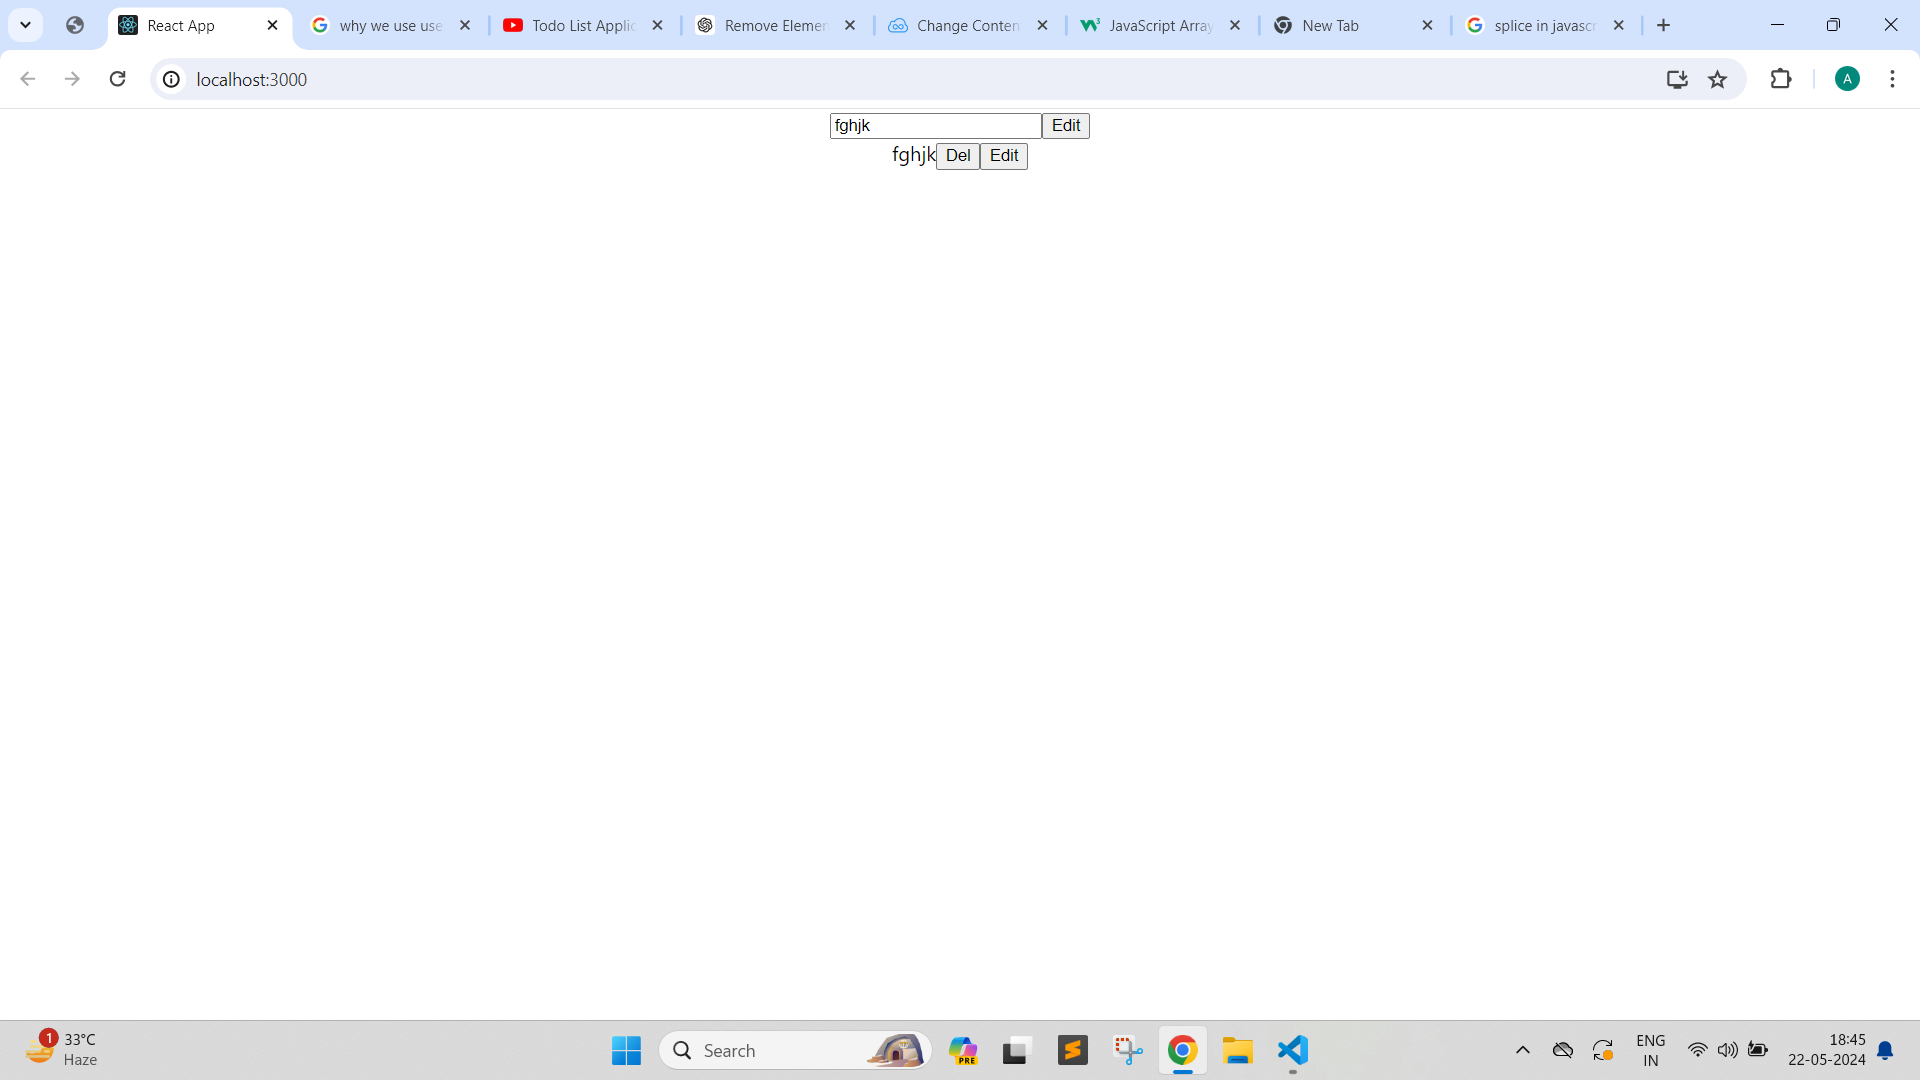 React App
why we use use
Todo List Applic
Remove Elemen
Change Conten
JavaScript Array
New Tab
splice in javascr
localhost:3000
A
fghjk
Edit
fghjk
Del
Edit
1
33°C
Haze
Search
PRE
ENG
IN
18:45
22-05-2024